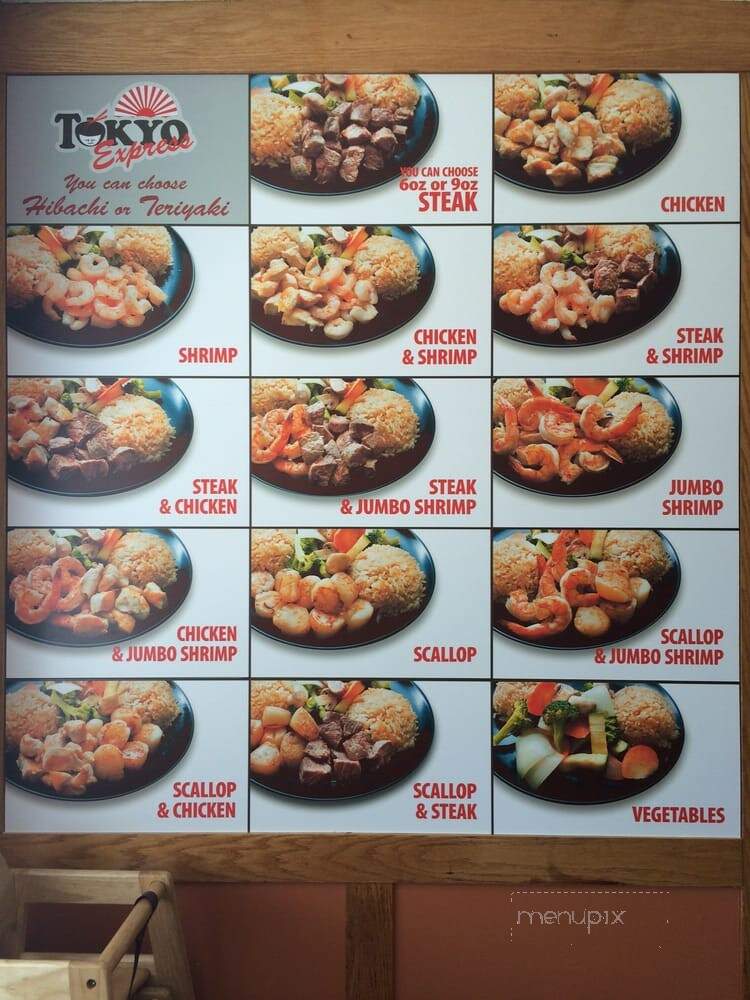 TOKYO
Express
You can choose
Hibachi or Teriyaki
YOU CAN CHOOSE
6oz or 9oz
STEAK
CHICKEN
SHRIMP
CHICKEN
& SHRIMP
STEAK
& SHRIMP
STEAK
& CHICKEN
STEAK
& JUMBO SHRIMP
JUMBO
SHRIMP
CHICKEN
& JUMBO SHRIMP
SCALLOP
SCALLOP
& JUMBO SHRIMP
SCALLOP
& CHICKEN
SCALLOP
& STEAK
VEGETABLES
menupix